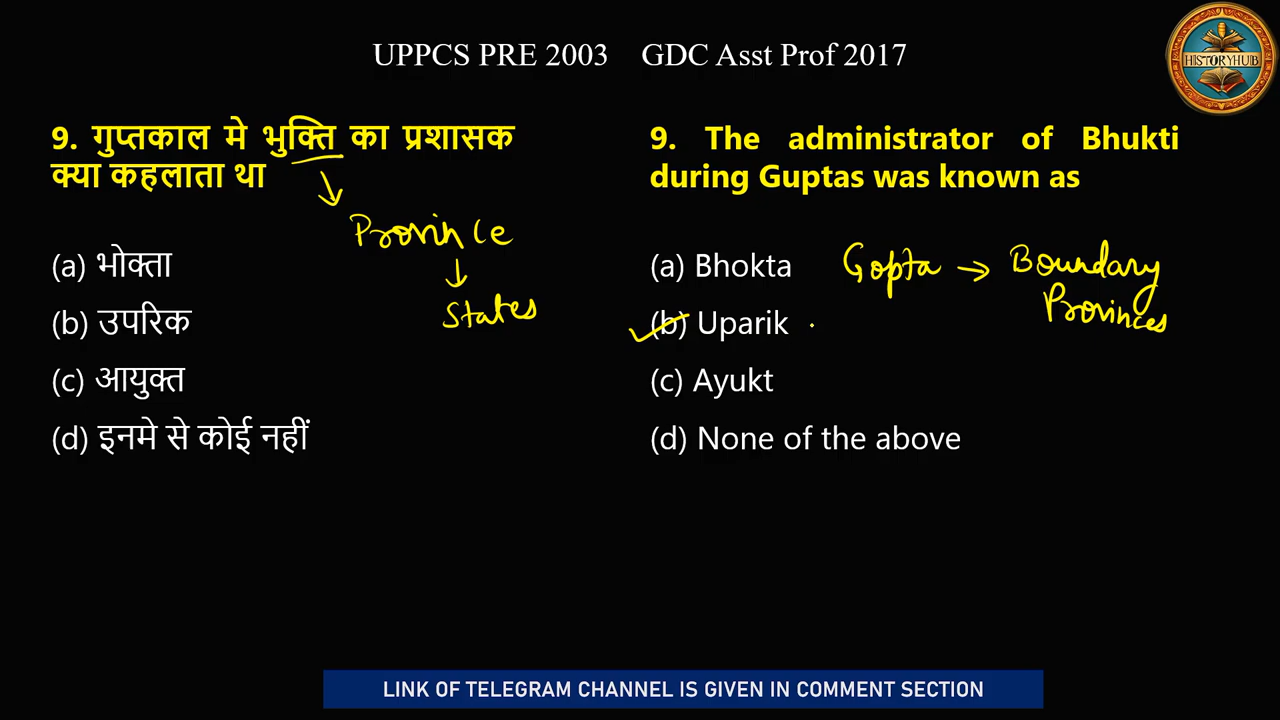 UPPCS PRE 2003 GDC Asst Prof 2017
HISTORYHUB
9. गुप्तकाल मे भुक्ति का प्रशासक
क्या कहलाता था
Province
States
(a) भोक्ता
(b) उपरिक
(c) आयुक्त
(d) इनमे से कोई नहीं
9. The administrator of Bhukti
during Guptas was known as
(a) Bhokta
Gopta → Boundary
Provinces
(b) Uparik
(c) Ayukt
(d) None of the above
LINK OF TELEGRAM CHANNEL IS GIVEN IN COMMENT SECTION